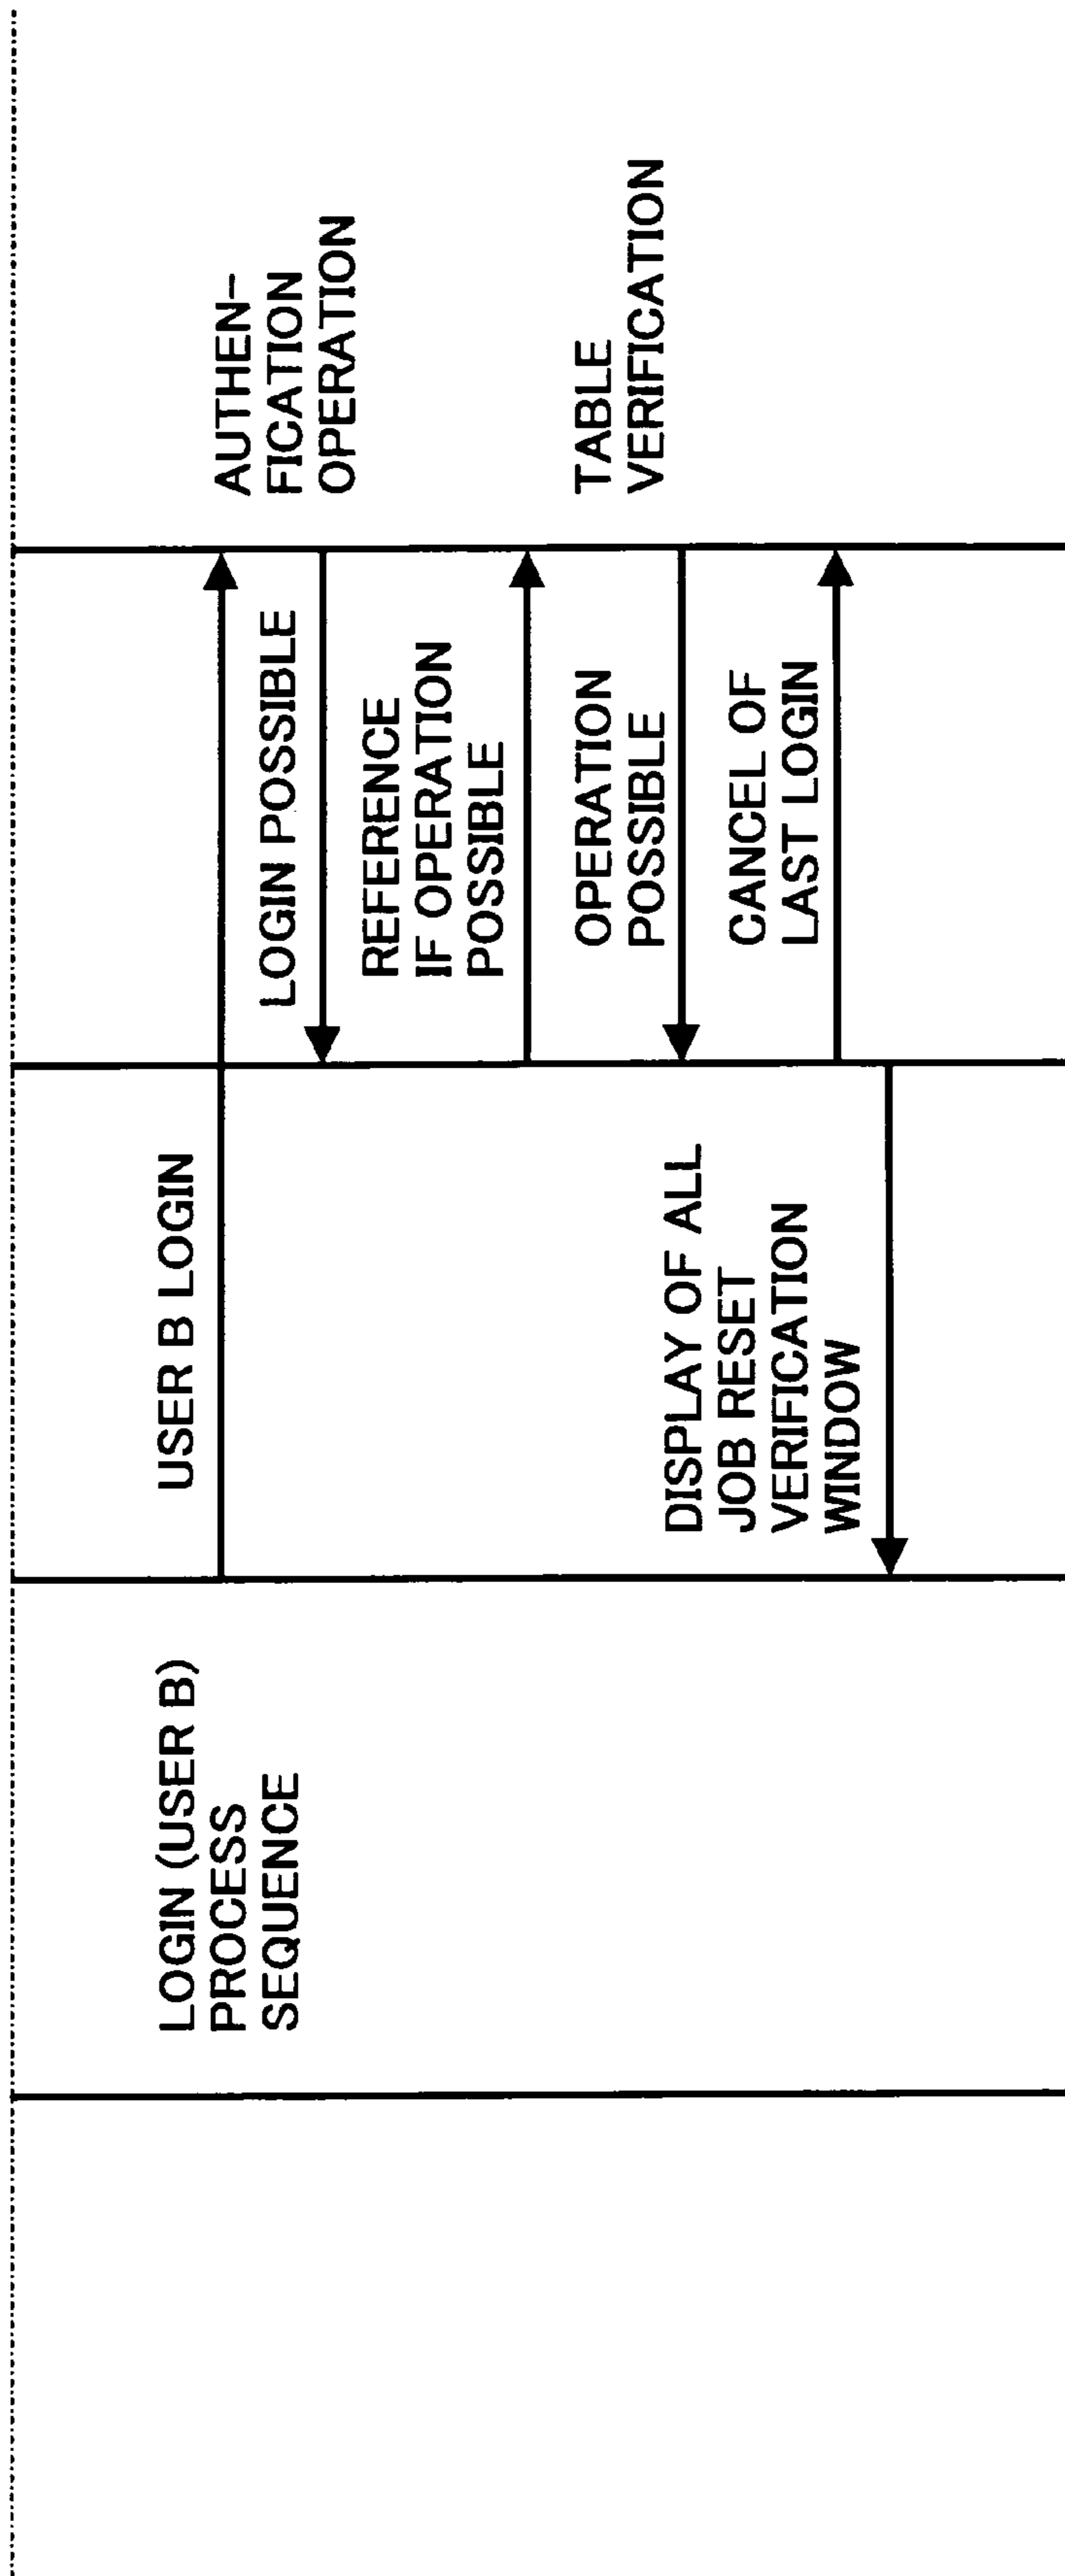 LOGIN (USER B)
PROCESS
SEQUENCE
USER B LOGIN
AUTHEN-
FICATION
OPERATION
LOGIN POSSIBLE
REFERENCE
IF OPERATION
POSSIBLE
TABLE
VERIFICATION
OPERATION
POSSIBLE
CANCEL OF
LAST LOGIN
DISPLAY OF ALL
JOB RESET
VERIFICATION
WINDOW